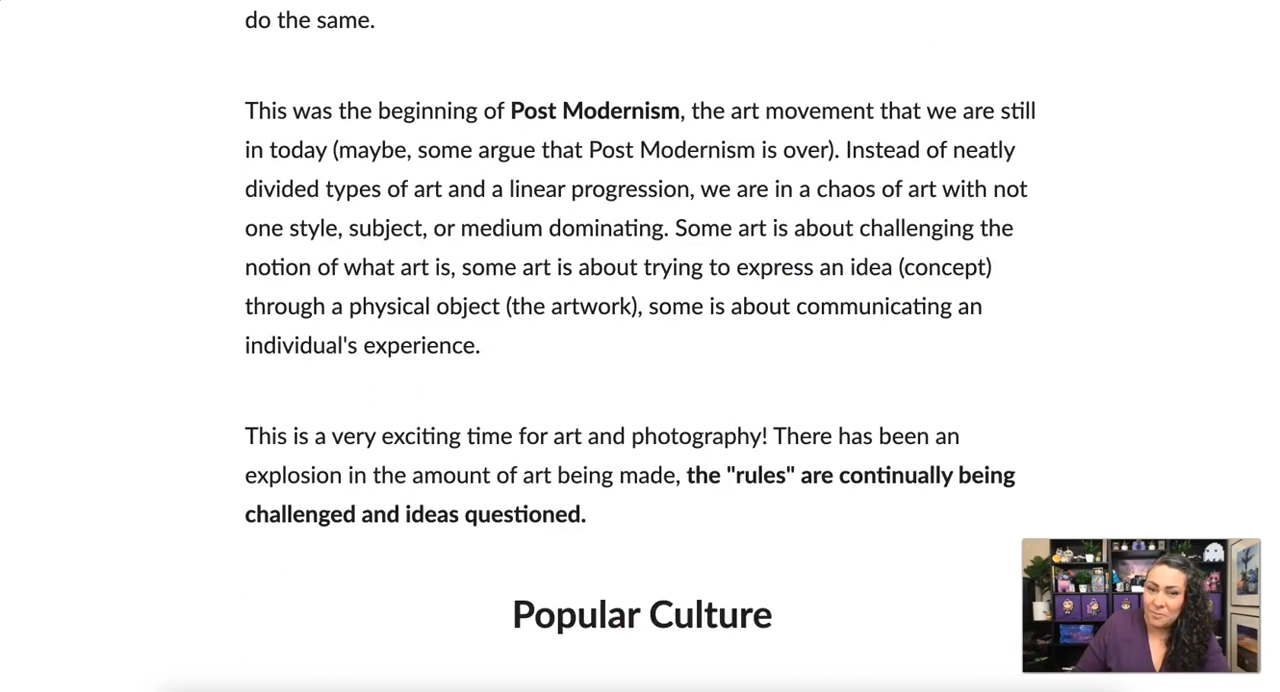 do the same.
This was the beginning of Post Modernism, the art movement that we are still
in today (maybe, some argue that Post Modernism is over). Instead of neatly
divided types of art and a linear progression, we are in a chaos of art with not
one style, subject, or medium dominating. Some art is about challenging the
notion of what art is, some art is about trying to express an idea (concept)
through a physical object (the artwork), some is about communicating an
individual's experience.
This is a very exciting time for art and photography! There has been an
explosion in the amount of art being made, the "rules" are continually being
challenged and ideas questioned.
Popular Culture